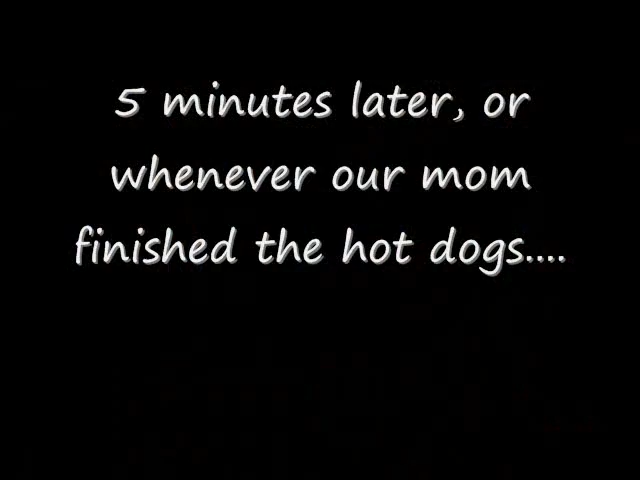 5 minutes later, or
whenever our mom
finished the hot dogs....